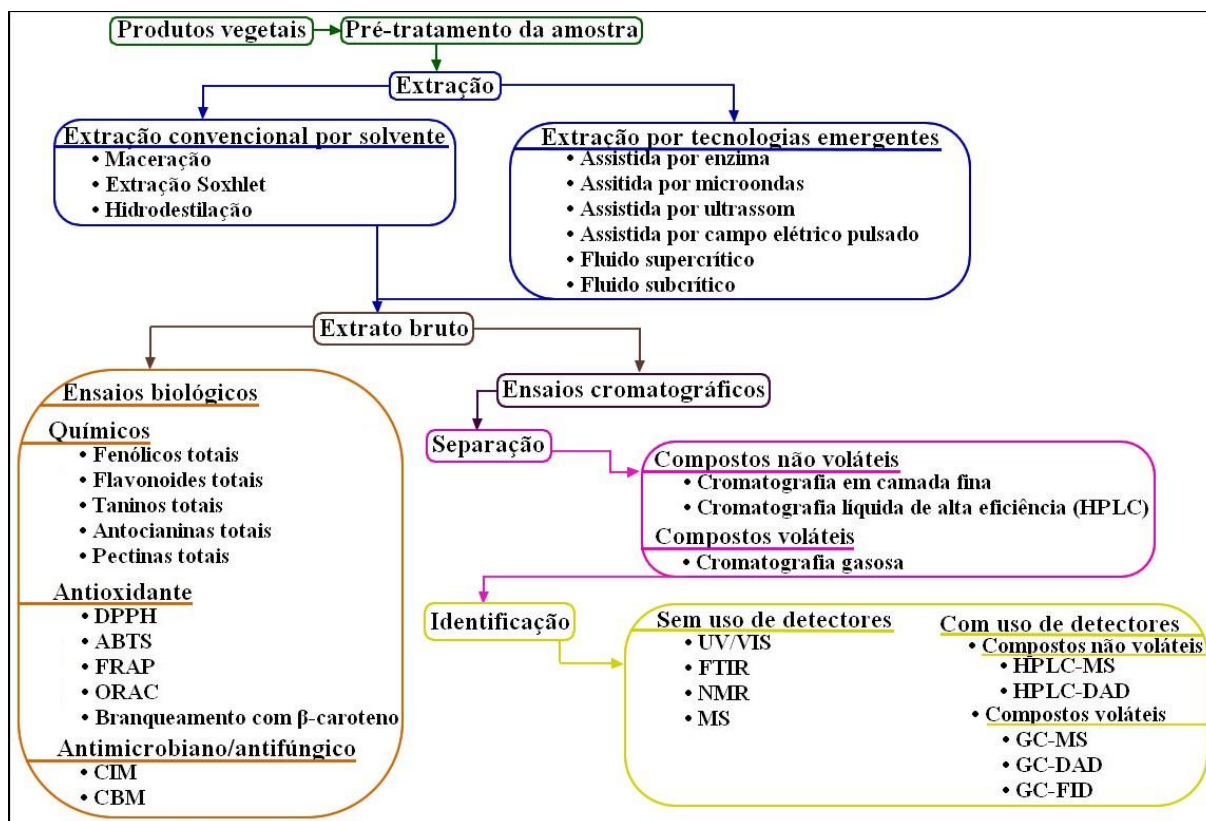 Produtos vegetais
Pré-tratamento da amostra
Extração
Extração convencional por solvente
• Maceração
• Extração Soxhlet
• Hidrodestilação
Extração por tecnologias emergentes
• Assistida por enzima
• Assitida por microondas
• Assistida por ultrassom
• Assistida por campo elétrico pulsado
• Fluido supercrítico
• Fluido subcrítico
Extrato bruto
Ensaios biológicos
Químicos
• Fenólicos totais
• Flavonoides totais
• Taninos totais
• Antocianinas totais
• Pectinas totais
Antioxidante
• DPPH
• ABTS
• FRAP
• ORAC
• Branqueamento com β-caroteno
Antimicrobiano/antifúngico
• CIM
• CBM
Ensaios cromatográficos
Separação
Compostos não voláteis
• Cromatografia em camada fina
• Cromatografia líquida de alta eficiência (HPLC)
Compostos voláteis
• Cromatografia gasosa
Identificação
Sem uso de detectores
• UV/VIS
• FTIR
• NMR
• MS
Com uso de detectores
• Compostos não voláteis
• HPLC-MS
• HPLC-DAD
• Compostos voláteis
• GC-MS
• GC-DAD
• GC-FID